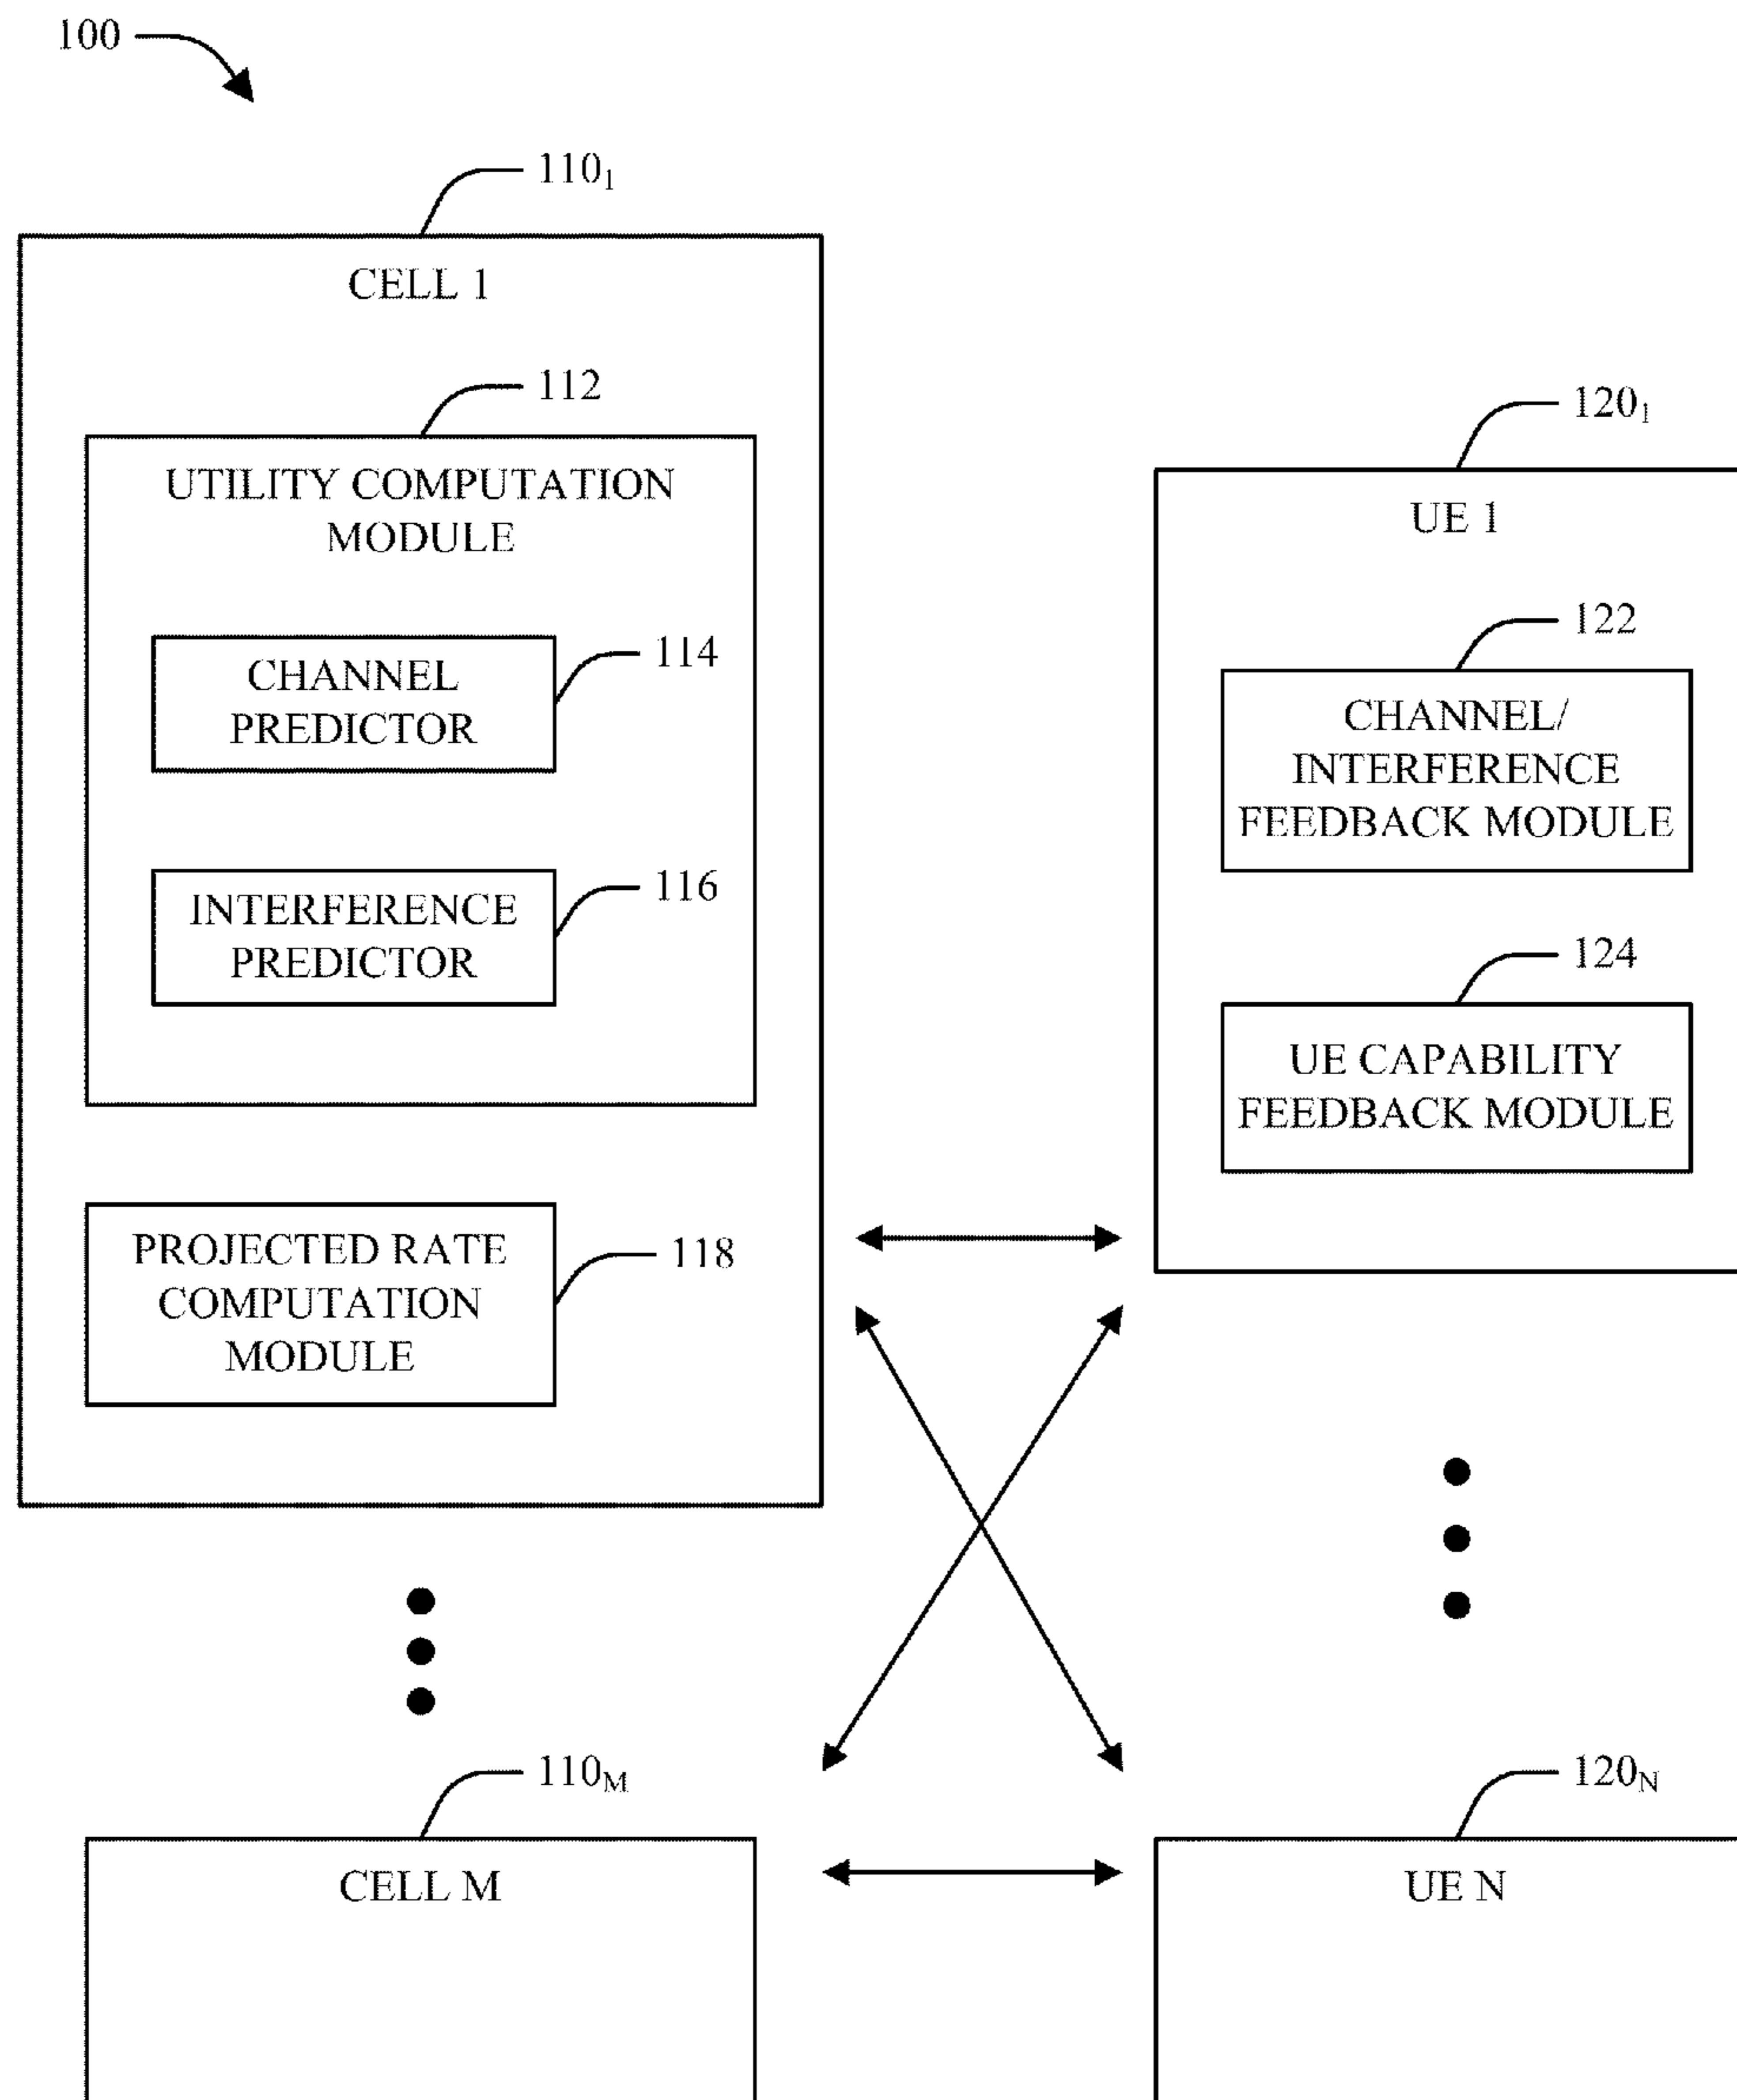 100
110₁
CELL 1
112
UTILITY COMPUTATION
MODULE
CHANNEL
PREDICTOR
114
INTERFERENCE
PREDICTOR
116
PROJECTED RATE
COMPUTATION
MODULE
118
120₁
UE 1
122
CHANNEL/
INTERFERENCE
FEEDBACK MODULE
124
UE CAPABILITY
FEEDBACK MODULE
110M
CELL M
120N
UE N